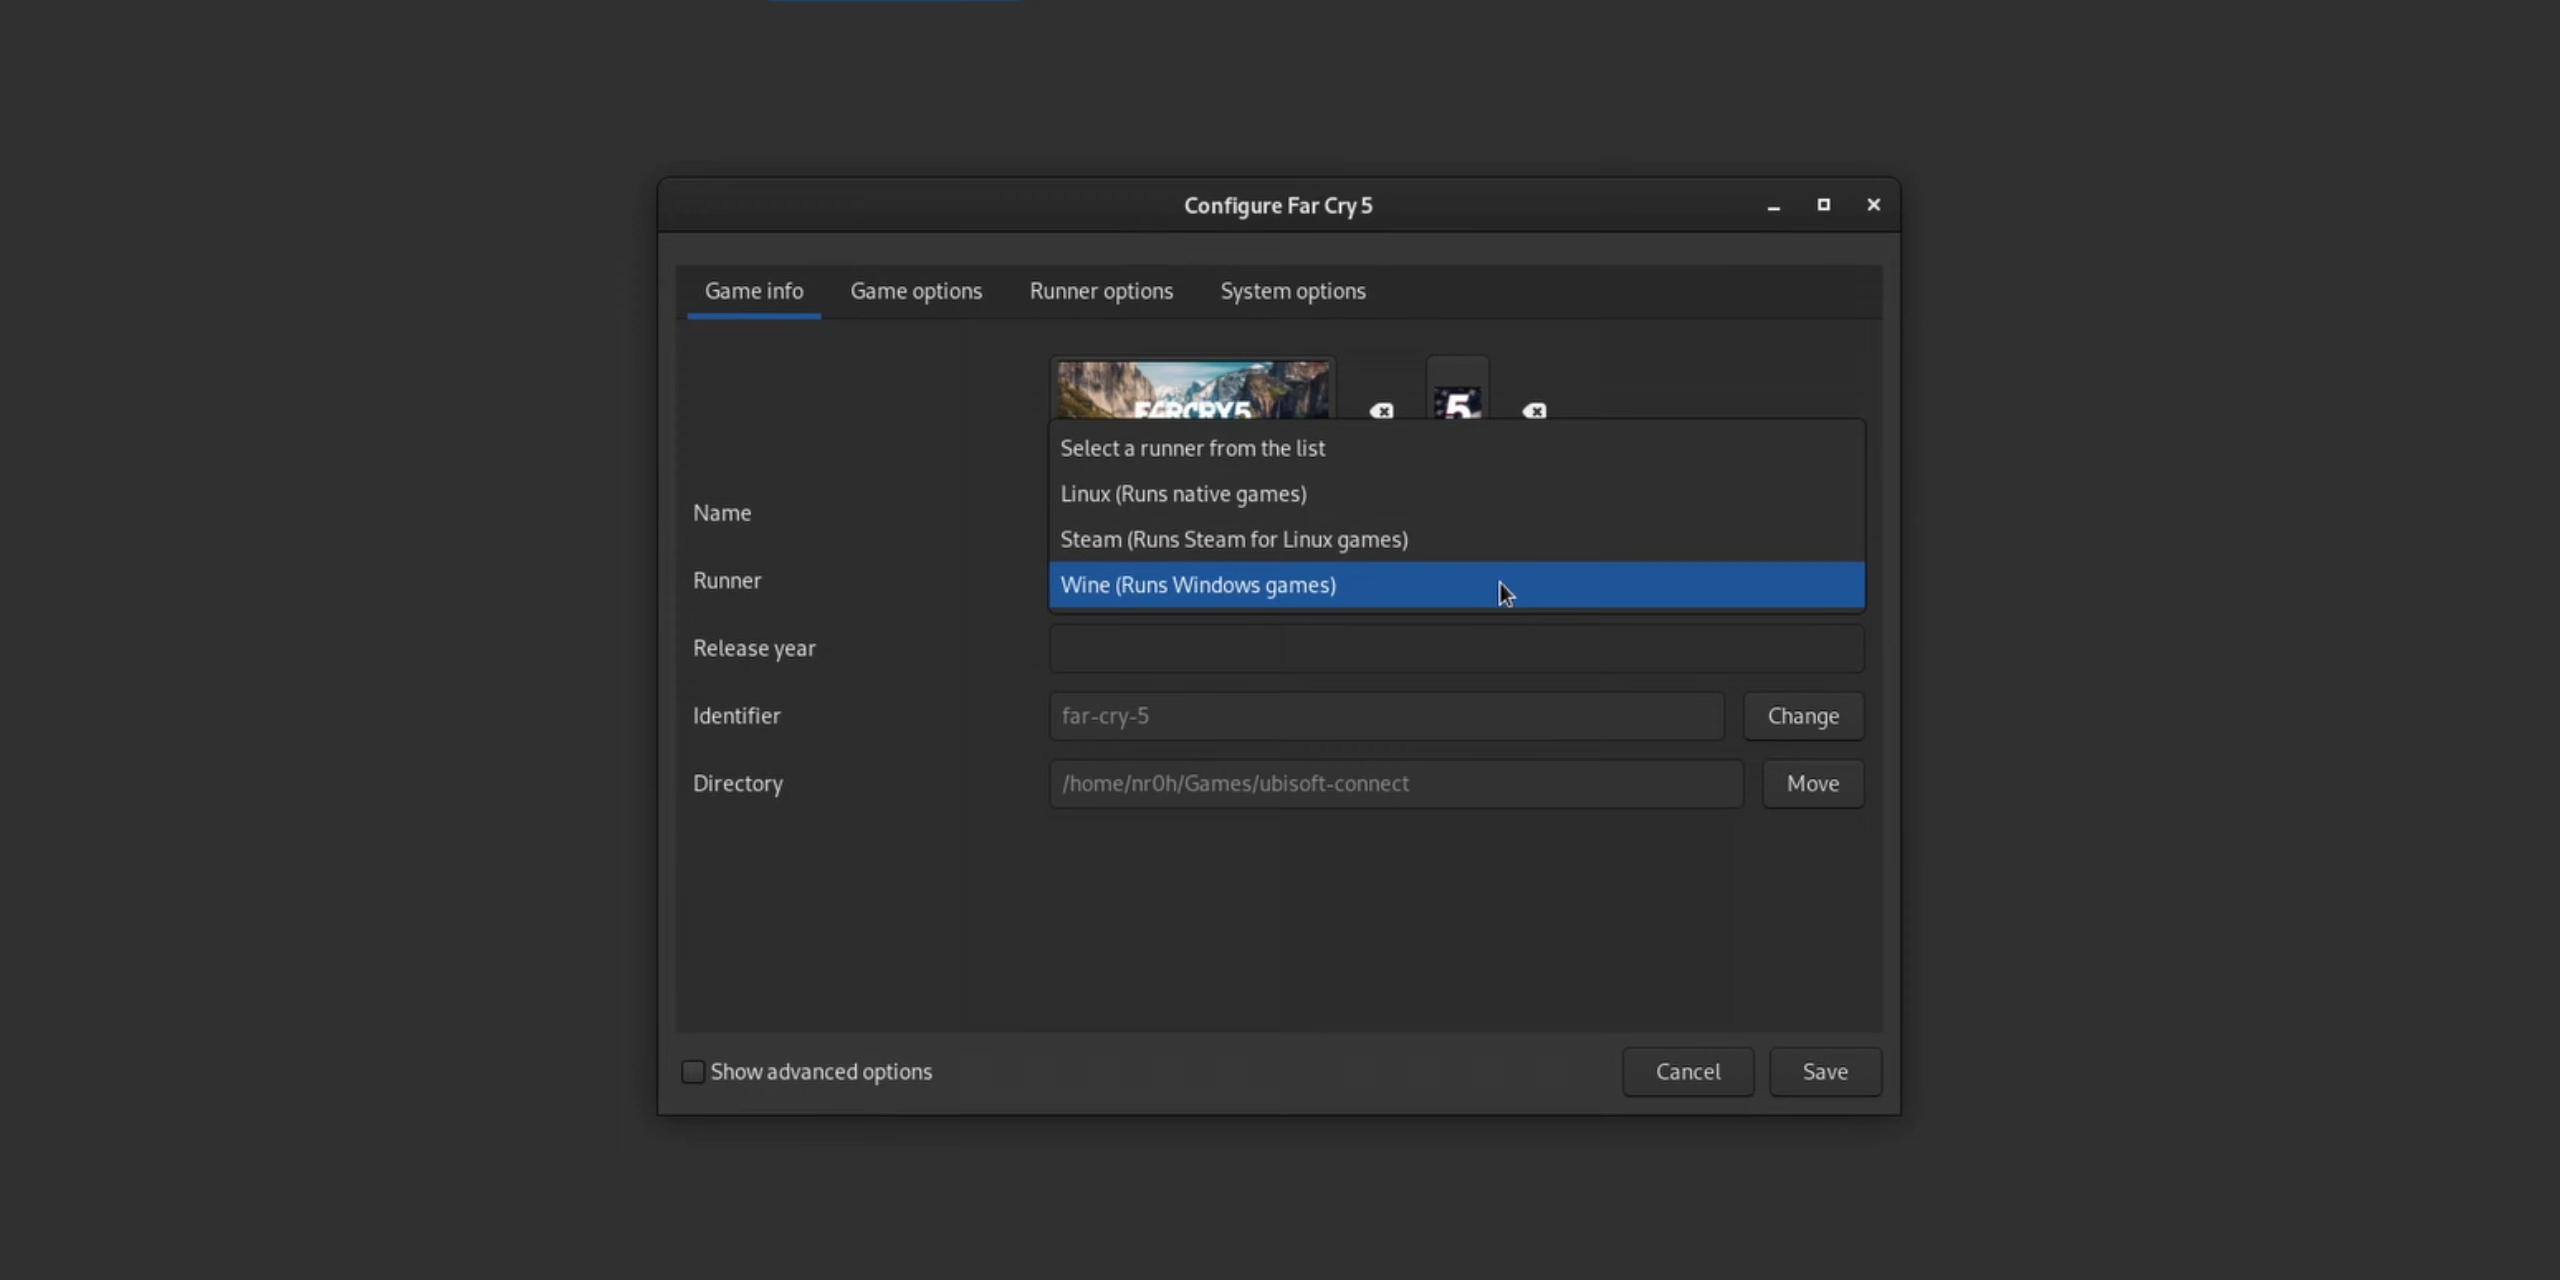 Configure Far Cry 5
Game info Game options Runner options System options
FARCRY5
5
Select a runner from the list
Linux (Runs native games)
Name
Steam (Runs Steam for Linux games)
Runner
Wine (Runs Windows games)
Release year
Identifier far-cry-5 Change
Directory /home/nr0h/Games/ubisoft-connect Move
Show advanced options Cancel Save